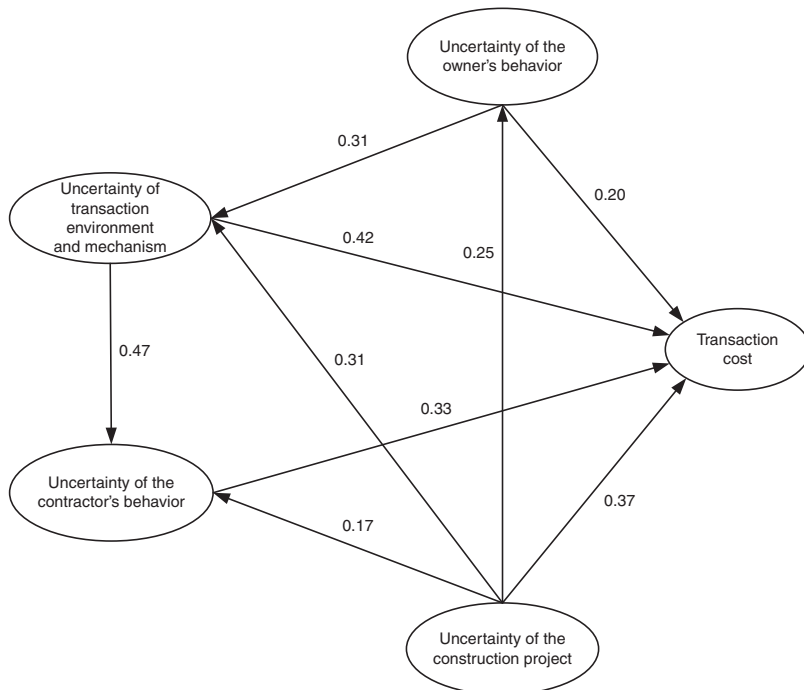 Uncertainty of the
owner's behavior
0.31
Uncertainty of
transaction
environment
and mechanism
0.20
0.42
0.25
Transaction
cost
0.47
0.31
0.33
Uncertainty of the
contractor's behavior
0.37
0.17
Uncertainty of the
construction project